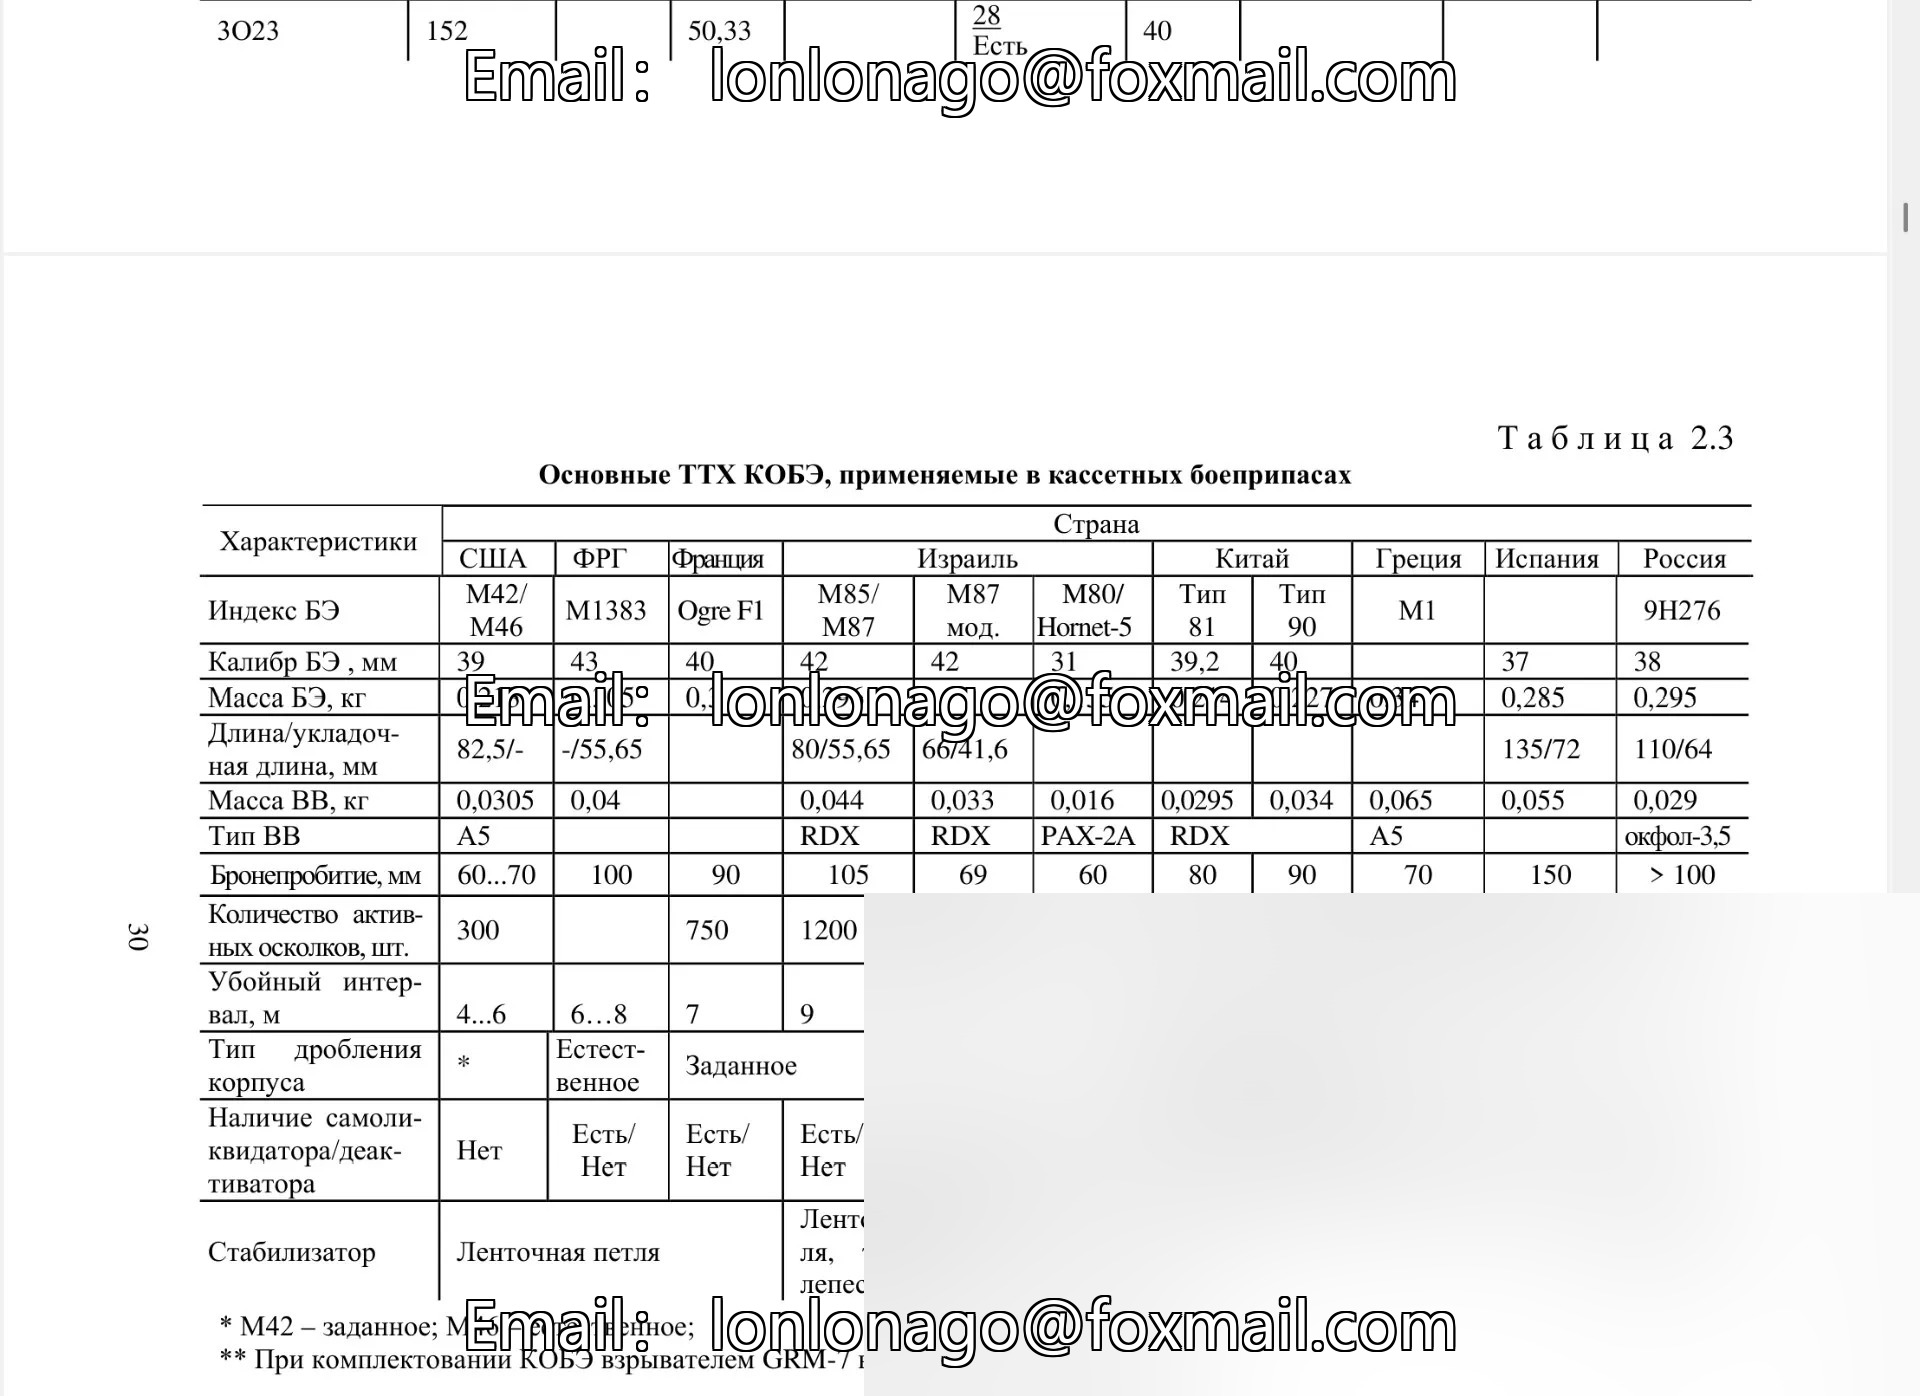 3О23 152 50,33 28 40
Есть
Email: lonlonago@foxmail.com
Таблица 2.3
Основные ТТХ КОБЭ, применяемые в кассетных боеприпасах
Характеристики Страна
США ФРГ Франция Израиль Китай Греция Испания Россия
Индекс БЭ М42/ М46 М1383 Ogre F1 М85/ М87 М87 мод. М80/ Hornet-5 Тип 81 Тип 90 М1 9Н276
Калибр БЭ , мм 39 43 40 42 42 31 39,2 40 37 38
Масса БЭ, кг 0,285 0,295
Email: lonlonago@foxmail.com
Длина/укладоч-
ная длина, мм 82,5/- -/55,65 80/55,65 66/41,6 135/72 110/64
Масса ВВ, кг 0,0305 0,04 0,044 0,033 0,016 0,0295 0,034 0,065 0,055 0,029
Тип ВВ А5 RDX RDX PAX-2A RDX А5 окфол-3,5
Бронепробитие, мм 60...70 100 90 105 69 60 80 90 70 150 > 100
Количество актив-
ных осколков, шт. 300 750 1200
30
Убойный интер-
вал, м 4...6 6…8 7 9
Тип дробления
корпуса * Естест-
венное Заданное
Наличие самоли-
квидатора/деак-
тиватора Нет Есть/ Нет Есть/ Нет Есть/ Нет
Стабилизатор Ленточная петля
ля,
* М42 – заданное;
Email: lonlonago@foxmail.com
** При комплектовании КОБЭ взрывателем GRM-7